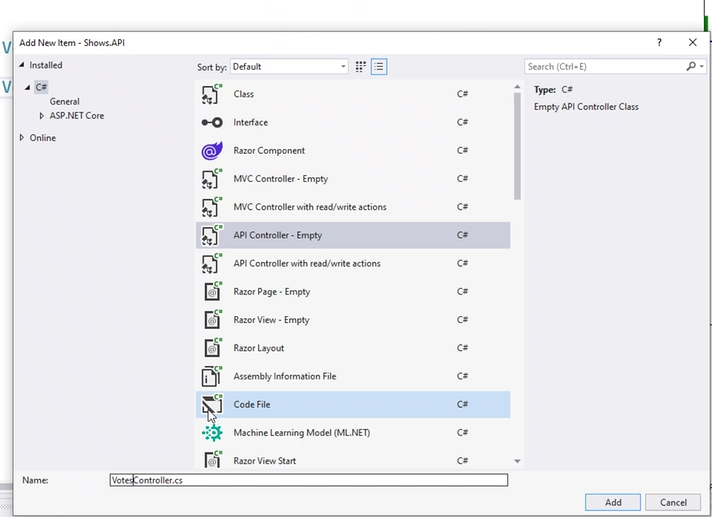 V
V
Add New Item - Shows.API
?
Installed
C#
General
ASP.NET Core
Online
Sort by: Default
Search (Ctrl+E)
Class C#
Interface C#
Razor Component C#
MVC Controller - Empty C#
MVC Controller with read/write actions C#
API Controller - Empty C#
API Controller with read/write actions C#
Razor Page - Empty C#
Razor View - Empty C#
Razor Layout C#
Assembly Information File C#
Code File C#
Machine Learning Model (ML.NET) C#
Razor View Start C#
Type: C#
Empty API Controller Class
Name: VotesController.cs
Add Cancel